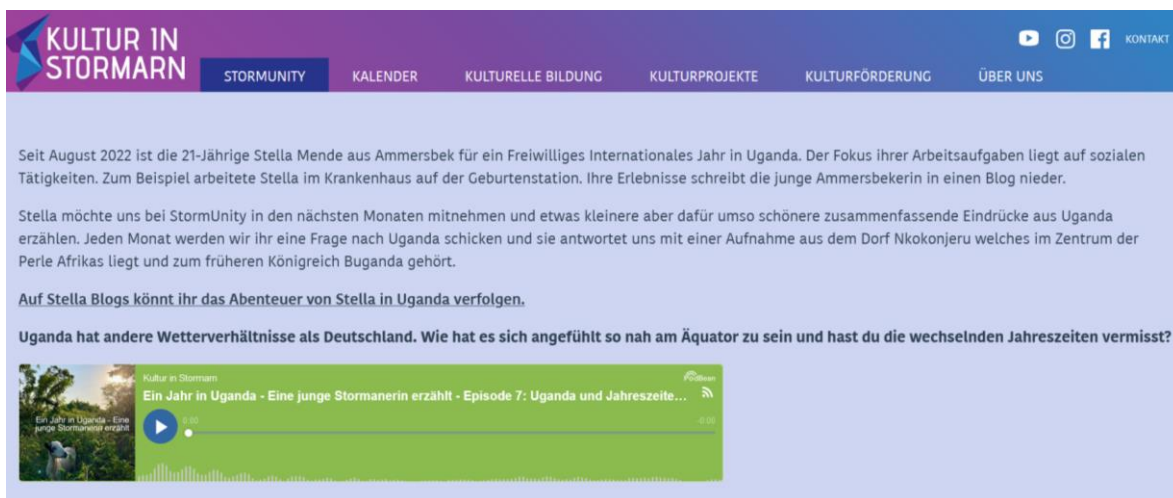 KULTUR IN
STORMARN
KONTAKT
STORMUNITY KALENDER KULTURELLE BILDUNG KULTURPROJEKTE KULTURFÖRDERUNG ÜBER UNS
Seit August 2022 ist die 21-Jährige Stella Mende aus Ammersbek für ein Freiwilliges Internationales Jahr in Uganda. Der Fokus ihrer Arbeitsaufgaben liegt auf sozialen
Tätigkeiten. Zum Beispiel arbeitete Stella im Krankenhaus auf der Geburtenstation. Ihre Erlebnisse schreibt die junge Ammersbekerin in einen Blog nieder.
Stella möchte uns bei StormUnity in den nächsten Monaten mitnehmen und etwas kleinere aber dafür umso schönere zusammenfassende Eindrücke aus Uganda
erzählen. Jeden Monat werden wir ihr eine Frage nach Uganda schicken und sie antwortet uns mit einer Aufnahme aus dem Dorf Nkokonjeru welches im Zentrum der
Perle Afrikas liegt und zum früheren Königreich Buganda gehört.
Auf Stella Blogs könnt ihr das Abenteuer von Stella in Uganda verfolgen.
Uganda hat andere Wetterverhältnisse als Deutschland. Wie hat es sich angefühlt so nah am Äquator zu sein und hast du die wechselnden Jahreszeiten vermisst?
Kultur in Stormarn
PodBean
Ein Jahr in Uganda - Eine junge Stormanerin erzählt - Episode 7: Uganda und Jahreszeite...
0:00
-0:00
Ein Jahr in Uganda - Eine
junge Stormanerin erzählt